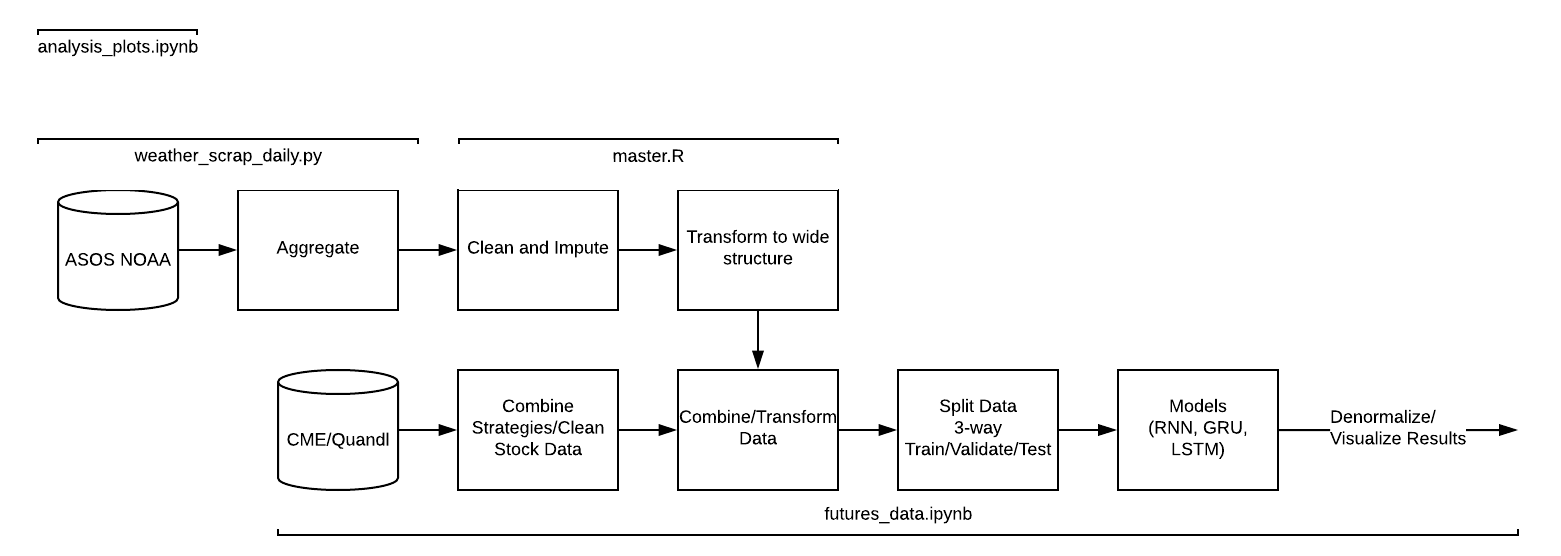 analysis_plots.ipynb
weather_scrap_daily.py
master.R
ASOS NOAA
Aggregate
Clean and Impute
Transform to wide
structure
CME/Quandl
Combine
Strategies/Clean
Stock Data
Combine/Transform
Data
Split Data
3-way
Train/Validate/Test
Models
(RNN, GRU,
LSTM)
Denormalize/
Visualize Results
futures_data.ipynb